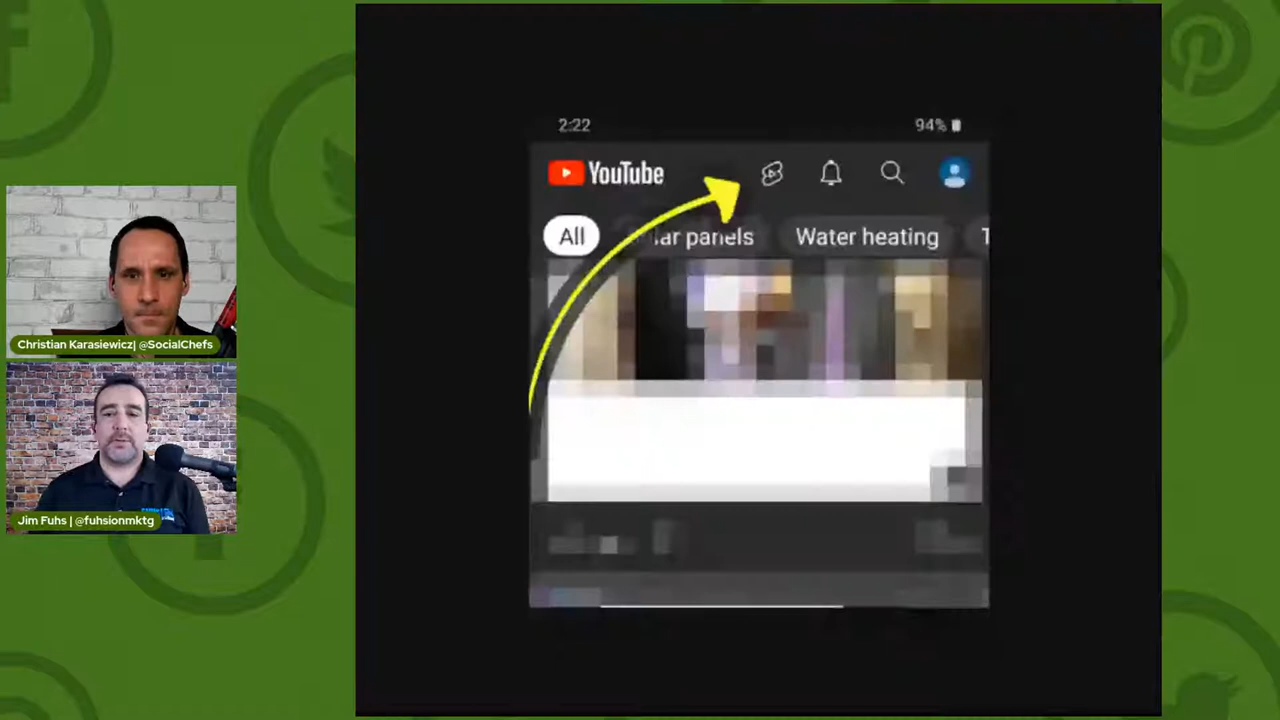 2:22
94%
YouTube
All
lar panels
Water heating
Christian Karasiewicz| @SocialChefs
Jim Fuhs | @fuhsionmktg